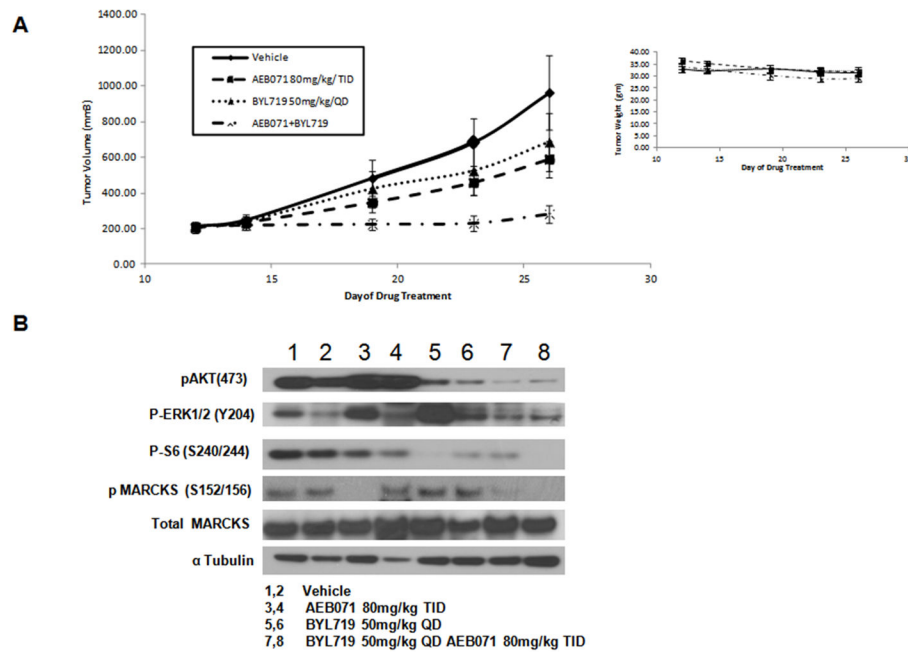 A
1400.00
1200.00
1000.00
800.00
600.00
400.00
200.00
0.00
Tumor Volume (mm3)
Vehicle
AEB071 80mg/kg/TID
BYL719 50mg/kg/QD
AEB071+BYL719
10
15
20
25
30
Day of Drug Treatment
40.00
35.00
30.00
25.00
20.00
15.00
10.00
5.00
0.00
Tumor Weight (gm)
10
15
20
25
30
Day of Drug Treatment
B
1 2 3 4 5 6 7 8
pAKT(473)
P-ERK1/2 (Y204)
P-S6 (S240/244)
p MARCKS (S152/156)
Total MARCKS
α Tubulin
1,2 Vehicle
3,4 AEB071 80mg/kg TID
5,6 BYL719 50mg/kg QD
7,8 BYL719 50mg/kg QD AEB071 80mg/kg TID